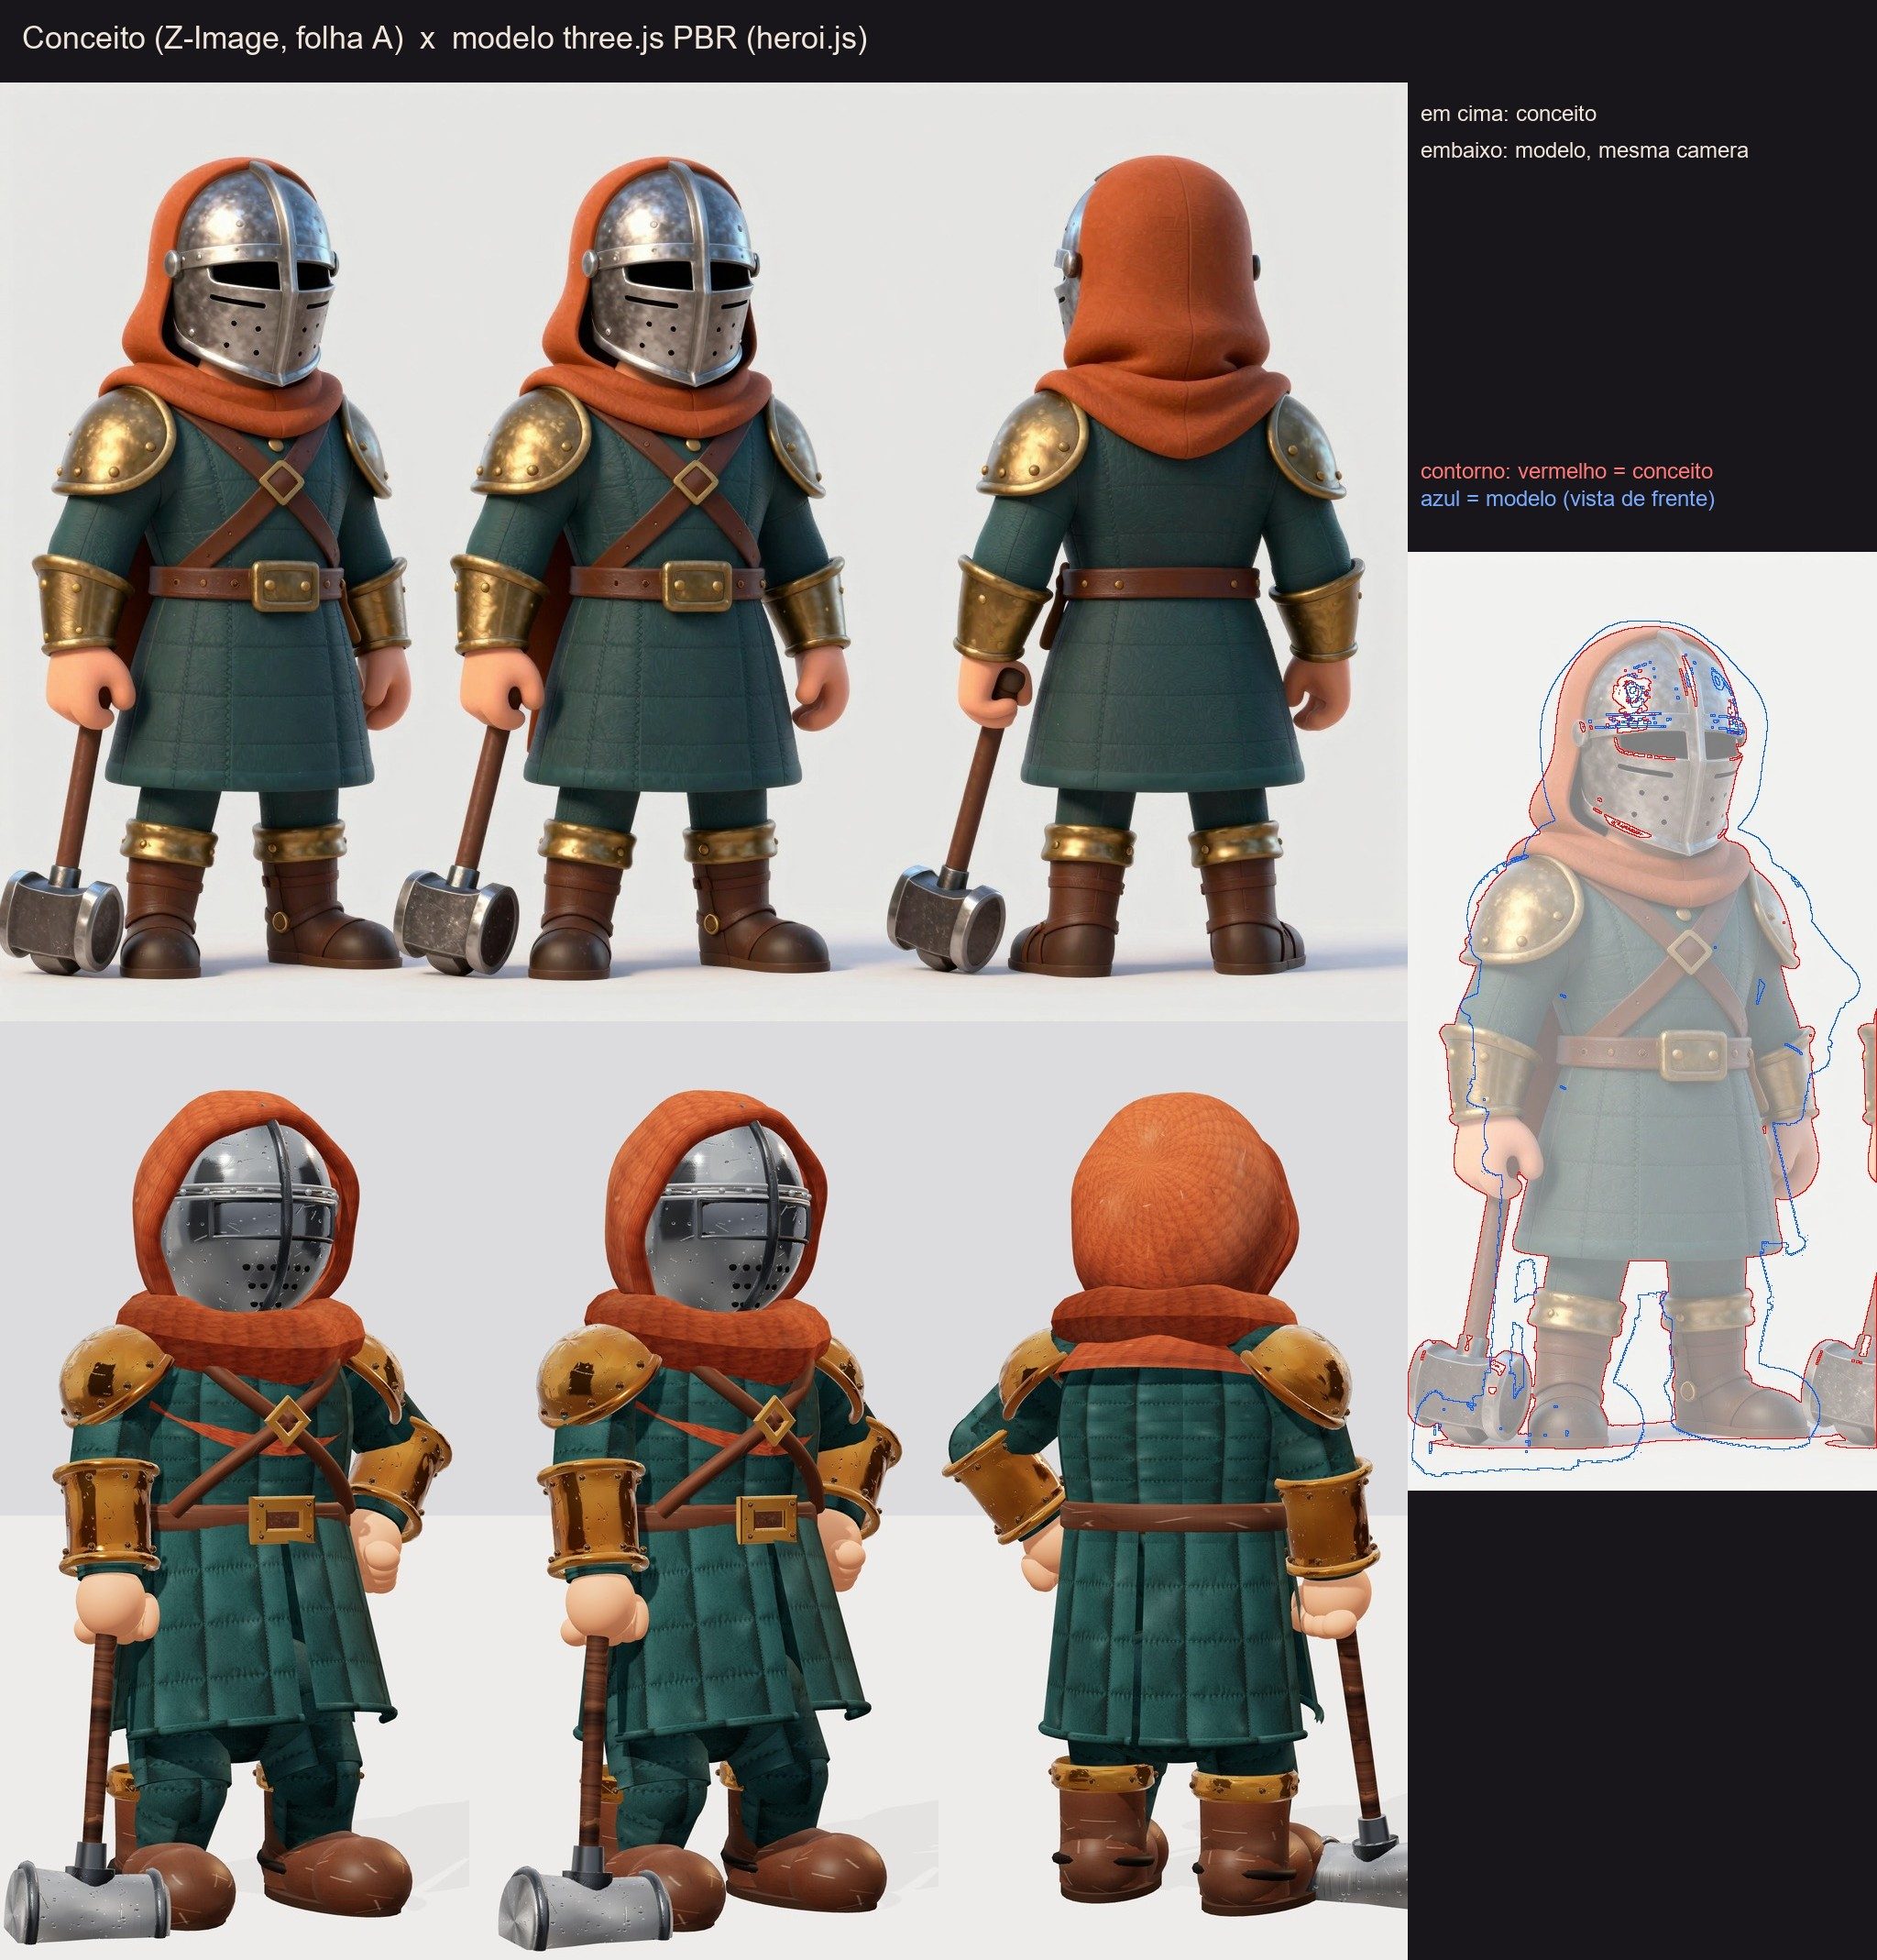 Conceito (Z-Image, folha A)  x  modelo three.js PBR (heroi.js)
em cima: conceito
embaixo: modelo, mesma camera
contorno: vermelho = conceito
azul = modelo (vista de frente)